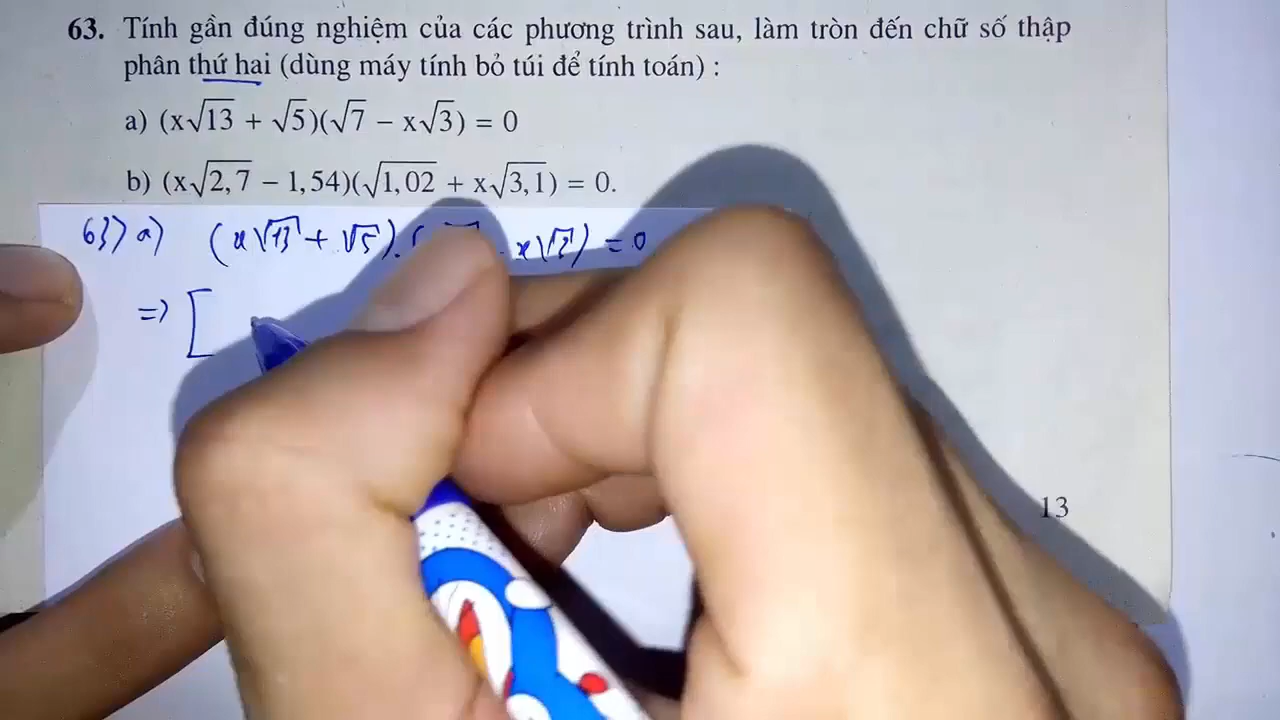 63. Tính gần đúng nghiệm của các phương trình sau, làm tròn đến chữ số thập
phân thứ hai (dùng máy tính bỏ túi để tính toán) :
a) (x√13 + √5)(√7 − x√3) = 0
b) (x√2,7 − 1,54)(√1,02 + x√3,1) = 0.
63) a) (x√13 + √5).( x√3) = 0
=> [
13